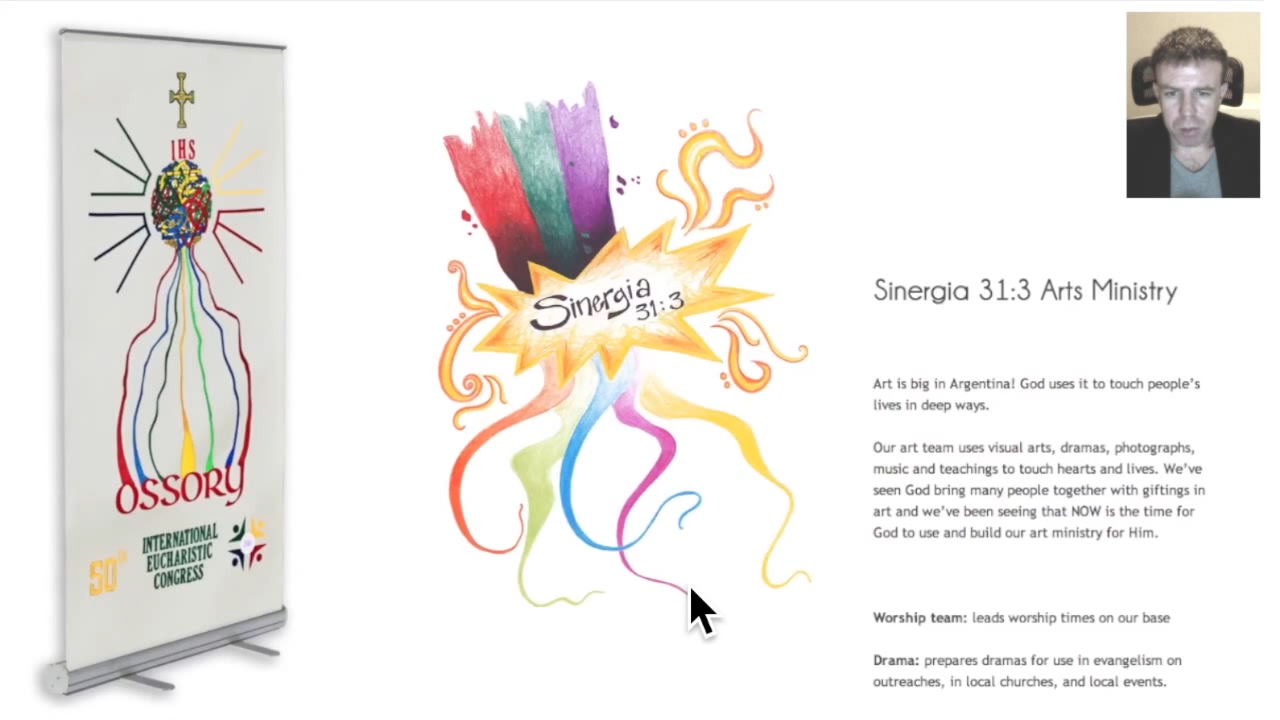 IHS
OSSORY
50th
INTERNATIONAL
EUCHARISTIC
CONGRESS
Sinergia
31:3
Sinergia 31:3 Arts Ministry
Art is big in Argentina! God uses it to touch people's
lives in deep ways.
Our art team uses visual arts, dramas, photographs,
music and teachings to touch hearts and lives. We've
seen God bring many people together with giftings in
art and we've been seeing that NOW is the time for
God to use and build our art ministry for Him.
Worship team: leads worship times on our base
Drama: prepares dramas for use in evangelism on
outreaches, in local churches, and local events.